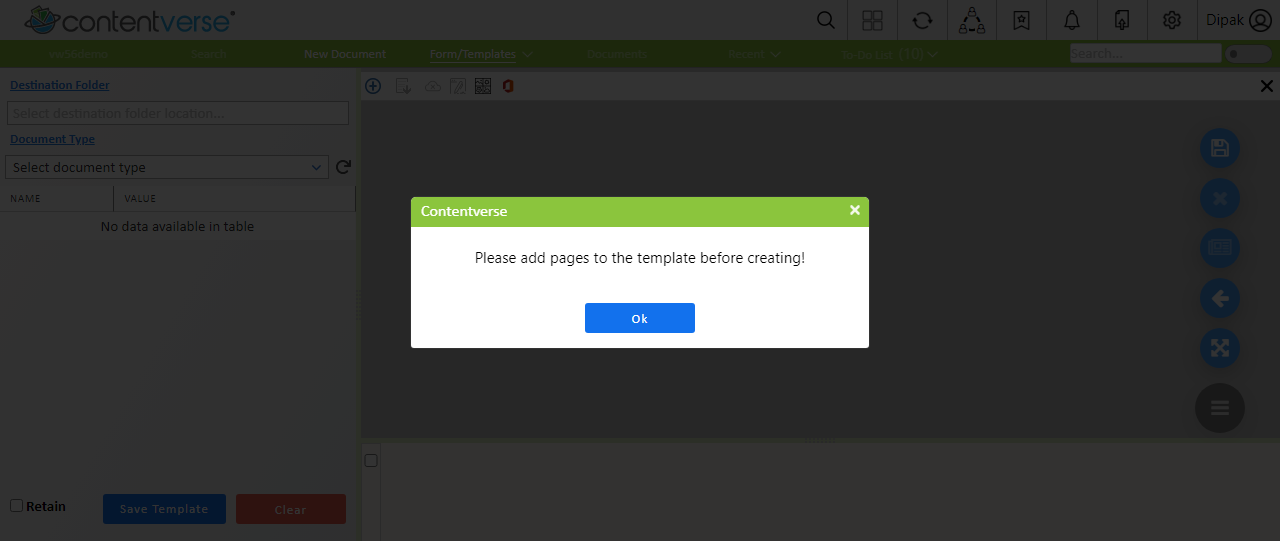 contentverse
Dipak
Search
New Document
Form/Templates
Documents
Recent
To-Do List (10)
Search...
Destination Folder
Select destination folder location...
Document Type
Select document type
NAME
VALUE
No data available in table
Contentverse
×
Please add pages to the template before creating!
Ok
Retain
Save Template
Clear